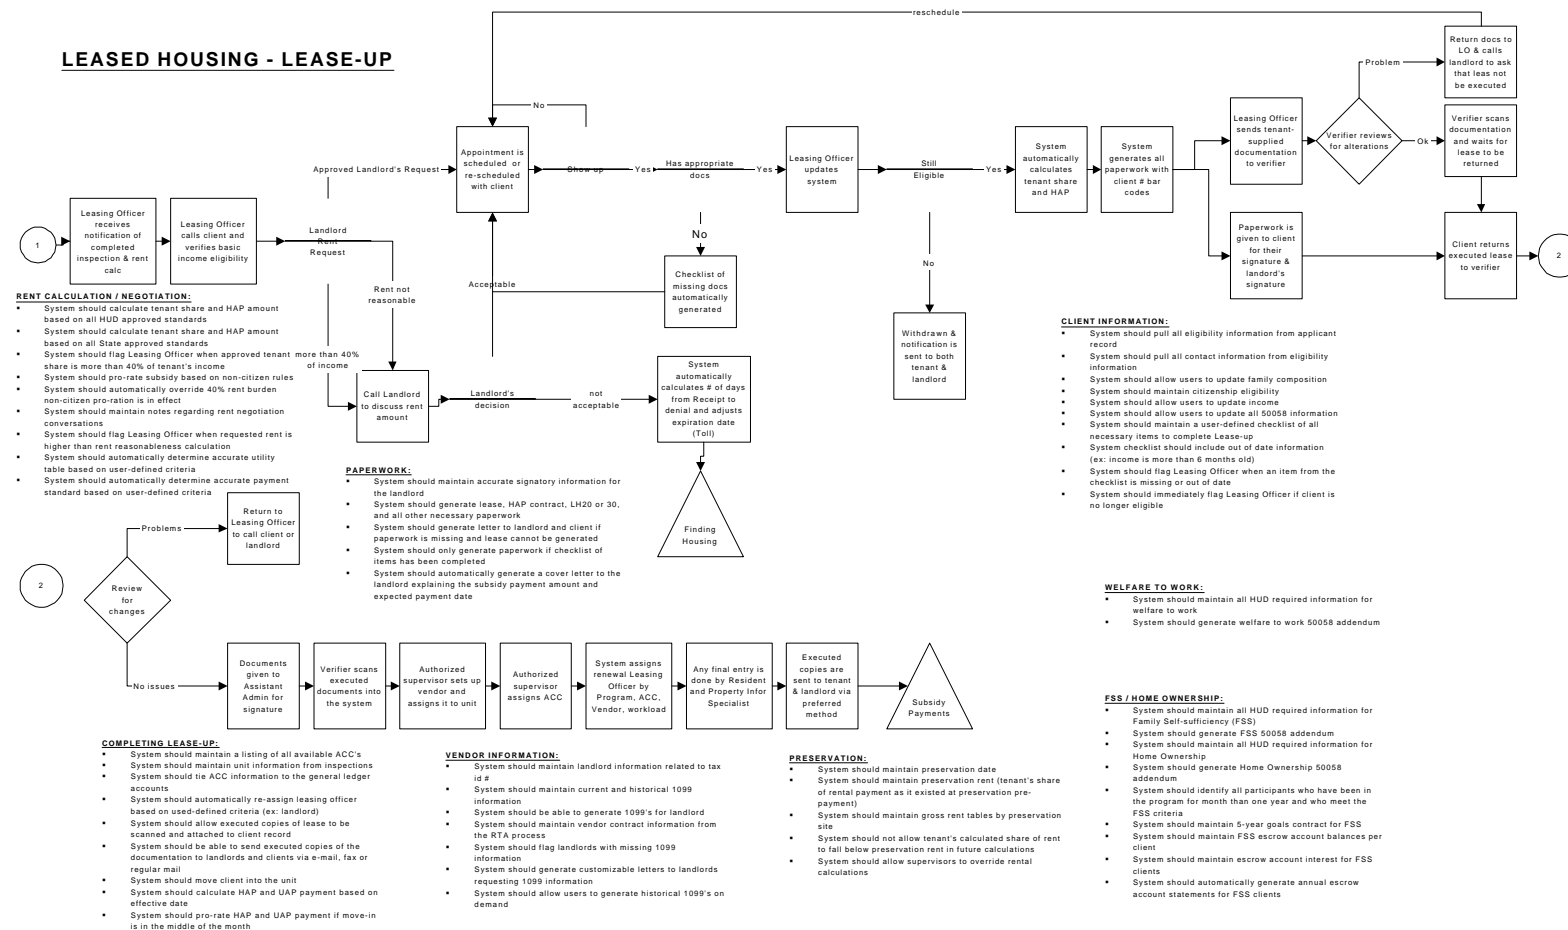 reschedule
LEASED HOUSING - LEASE-UP
Return docs to
LO & calls
landlord to ask
that leas not
be executed
Problem
No
Appointment is
scheduled or
re-scheduled
with client
Approved Landlord's Request
Show up
Yes
Has appropriate
docs
Yes
Leasing Officer
updates
system
Still
Eligible
Yes
System
automatically
calculates
tenant share
and HAP
System
generates all
paperwork with
client # bar
codes
Leasing Officer
sends tenant-
supplied
documentation
to verifier
Verifier reviews
for alterations
Ok
Verifier scans
documentation
and waits for
lease to be
returned
1
Leasing Officer
receives
notification of
completed
inspection & rent
calc
Leasing Officer
calls client and
verifies basic
income eligibility
Landlord
Rent
Request
Rent not
reasonable
Acceptable
No
Checklist of
missing docs
automatically
generated
No
Withdrawn &
notification is
sent to both
tenant &
landlord
Paperwork is
given to client
for their
signature &
landord's
signature
Client returns
executed lease
to verifier
2
RENT CALCULATION / NEGOTIATION:
▪ System should calculate tenant share and HAP amount
based on all HUD approved standards
▪ System should calculate tenant share and HAP amount
based on all State approved standards
▪ System should flag Leasing Officer when approved tenant
share is more than 40% of tenant's income
▪ System should pro-rate subsidy based on non-citizen rules
▪ System should automatically override 40% rent burden
non-citizen pro-ration is in effect
▪ System should maintain notes regarding rent negotiation
conversations
▪ System should flag Leasing Officer when requested rent is
higher than rent reasonableness calculation
▪ System should automatically determine accurate utility
table based on user-defined criteria
▪ System should automatically determine accurate payment
standard based on user-defined criteria
more than 40%
of income
Call Landlord
to discuss rent
amount
Landlord's
decision
not
acceptable
System
automatically
calculates # of days
from Receipt to
denial and adjusts
expiration date
(Toll)
Finding
Housing
CLIENT INFORMATION:
▪ System should pull all eligibility information from applicant
record
▪ System should pull all contact information from eligibility
information
▪ System should allow users to update family composition
▪ System should maintain citizenship eligibility
▪ System should allow users to update income
▪ System should allow users to update all 50058 information
▪ System should maintain a user-defined checklist of all
necessary items to complete Lease-up
▪ System checklist should include out of date information
(ex: income is more than 6 months old)
▪ System should flag Leasing Officer when an item from the
checklist is missing or out of date
▪ System should immediately flag Leasing Officer if client is
no longer eligible
PAPERWORK:
▪ System should maintain accurate signatory information for
the landlord
▪ System should generate lease, HAP contract, LH20 or 30,
and all other necessary paperwork
▪ System should generate letter to landlord and client if
paperwork is missing and lease cannot be generated
▪ System should only generate paperwork if checklist of
items has been completed
▪ System should automatically generate a cover letter to the
landlord explaining the subsidy payment amount and
expected payment date
Problems
Return to
Leasing Officer
to call client or
landlord
2
Review
for
changes
No issues
Documents
given to
Assistant
Admin for
signature
Verifier scans
executed
documents into
the system
Authorized
supervisor sets up
vendor and
assigns it to unit
Authorized
supervisor
assigns ACC
System assigns
renewal Leasing
Officer by
Program, ACC,
Vendor, workload
Any final entry is
done by Resident
and Property Infor
Specialist
Executed
copies are
sent to tenant
& landlord via
preferred
method
Subsidy
Payments
WELFARE TO WORK:
▪ System should maintain all HUD required information for
welfare to work
▪ System should generate welfare to work 50058 addendum
FSS / HOME OWNERSHIP:
▪ System should maintain all HUD required information for
Family Self-sufficiency (FSS)
▪ System should generate FSS 50058 addendum
▪ System should maintain all HUD required information for
Home Ownership
▪ System should generate Home Ownership 50058
addendum
▪ System should identify all participants who have been in
the program for month than one year and who meet the
FSS criteria
▪ System should maintain 5-year goals contract for FSS
▪ System should maintain FSS escrow account balances per
client
▪ System should maintain escrow account interest for FSS
clients
▪ System should automatically generate annual escrow
account statements for FSS clients
COMPLETING LEASE-UP:
▪ System should maintain a listing of all available ACC's
▪ System should maintain unit information from inspections
▪ System should tie ACC information to the general ledger
accounts
▪ System should automatically re-assign leasing officer
based on used-defined criteria (ex: landlord)
▪ System should allow executed copies of lease to be
scanned and attached to client record
▪ System should be able to send executed copies of the
documentation to landlords and clients via e-mail, fax or
regular mail
▪ System should move client into the unit
▪ System should calculate HAP and UAP payment based on
effective date
▪ System should pro-rate HAP and UAP payment if move-in
is in the middle of the month
VENDOR INFORMATION:
▪ System should maintain landlord information related to tax
id #
▪ System should maintain current and historical 1099
information
▪ System should be able to generate 1099's for landlord
▪ System should maintain vendor contract information from
the RTA process
▪ System should flag landlords with missing 1099
information
▪ System should generate customizable letters to landlords
requesting 1099 information
▪ System should allow users to generate historical 1099's on
demand
PRESERVATION:
▪ System should maintain preservation date
▪ System should maintain preservation rent (tenant's share
of rental payment as it existed at preservation pre-
payment)
▪ System should maintain gross rent tables by preservation
site
▪ System should not allow tenant's calculated share of rent
to fall below preservation rent in future calculations
▪ System should allow supervisors to override rental
calculations